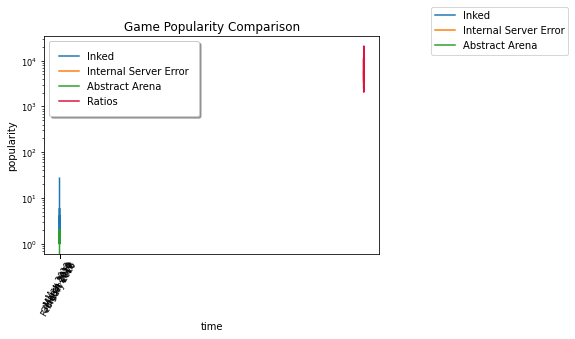 Game Popularity Comparison
Inked
Internal Server Error
Abstract Arena
Ratios
Inked
Internal Server Error
Abstract Arena
popularity
10⁴
10³
10²
10¹
10⁰
time